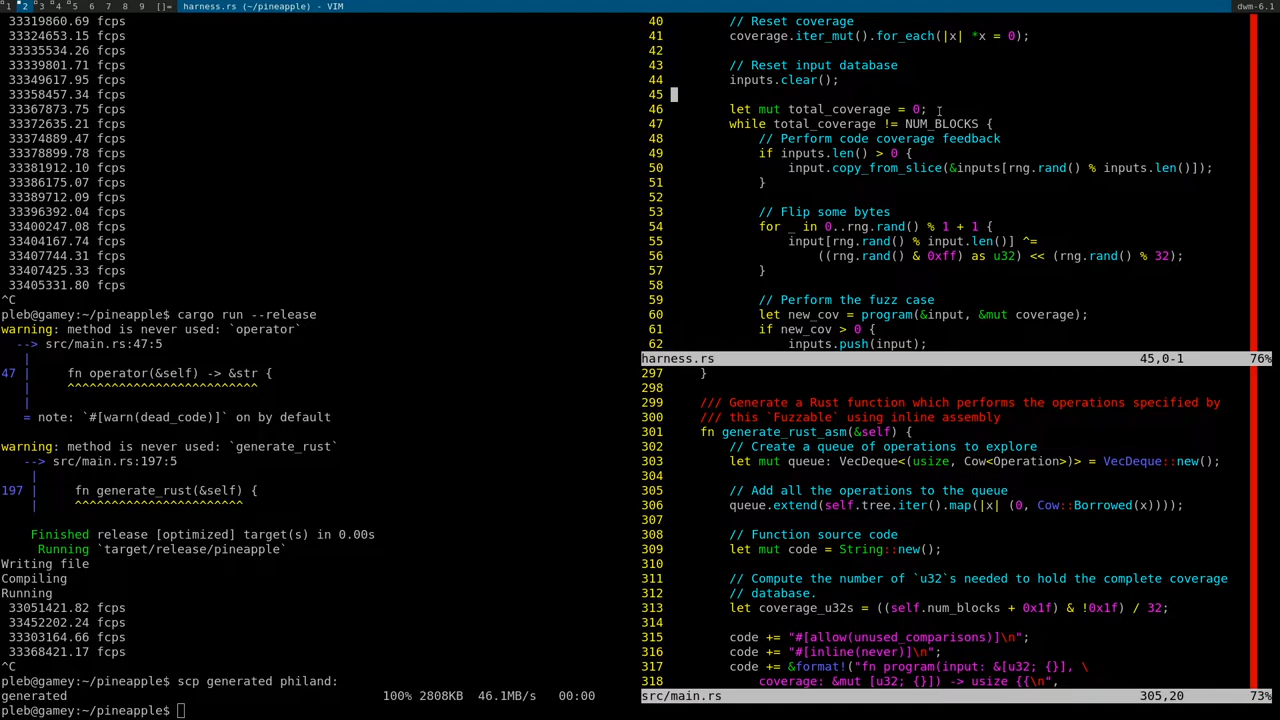 1 2 3 4 5 6 7 8 9 []= harness.rs (~/pineapple) - VIM dwm-6.1
33319860.69 fcps
33324653.15 fcps
33335534.26 fcps
33339801.71 fcps
33349617.95 fcps
33358457.34 fcps
33367873.75 fcps
33372635.21 fcps
33374889.47 fcps
33378899.78 fcps
33381912.10 fcps
33386175.07 fcps
33389712.09 fcps
33396392.04 fcps
33400247.08 fcps
33404167.74 fcps
33407744.31 fcps
33407425.33 fcps
33405331.80 fcps
^C
pleb@gamey:~/pineapple$ cargo run --release
warning: method is never used: `operator`
--> src/main.rs:47:5
|
47 | fn operator(&self) -> &str {
| ^^^^^^^^^^^^^^^^^^^^^^^^^^
|
= note: `#[warn(dead_code)]` on by default
warning: method is never used: `generate_rust`
--> src/main.rs:197:5
|
197 | fn generate_rust(&self) {
| ^^^^^^^^^^^^^^^^^^^^^^^
Finished release [optimized] target(s) in 0.00s
Running `target/release/pineapple`
Writing file
Compiling
Running
33051421.82 fcps
33452202.24 fcps
33303164.66 fcps
33368421.17 fcps
^C
pleb@gamey:~/pineapple$ scp generated philand:
generated 100% 2808KB 46.1MB/s 00:00
pleb@gamey:~/pineapple$
40 // Reset coverage
41 coverage.iter_mut().for_each(|x| *x = 0);
42
43 // Reset input database
44 inputs.clear();
45
46 let mut total_coverage = 0;
47 while total_coverage != NUM_BLOCKS {
48 // Perform code coverage feedback
49 if inputs.len() > 0 {
50 input.copy_from_slice(&inputs[rng.rand() % inputs.len()]);
51 }
52
53 // Flip some bytes
54 for _ in 0..rng.rand() % 1 + 1 {
55 input[rng.rand() % input.len()] ^=
56 ((rng.rand() & 0xff) as u32) << (rng.rand() % 32);
57 }
58
59 // Perform the fuzz case
60 let new_cov = program(&input, &mut coverage);
61 if new_cov > 0 {
62 inputs.push(input);
harness.rs 45,0-1 76%
297 }
298
299 /// Generate a Rust function which performs the operations specified by
300 /// this `Fuzzable` using inline assembly
301 fn generate_rust_asm(&self) {
302 // Create a queue of operations to explore
303 let mut queue: VecDeque<(usize, Cow<Operation>)> = VecDeque::new();
304
305 // Add all the operations to the queue
306 queue.extend(self.tree.iter().map(|x| (0, Cow::Borrowed(x))));
307
308 // Function source code
309 let mut code = String::new();
310
311 // Compute the number of `u32`s needed to hold the complete coverage
312 // database.
313 let coverage_u32s = ((self.num_blocks + 0x1f) & !0x1f) / 32;
314
315 code += "#[allow(unused_comparisons)]\n";
316 code += "#[inline(never)]\n";
317 code += &format!("fn program(input: &[u32; {}], \
318 coverage: &mut [u32; {}]) -> usize {{\n",
src/main.rs 305,20 73%